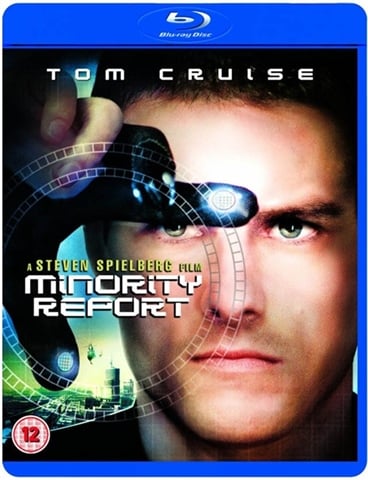 Blu-ray Disc
TOM CRUISE
A STEVEN SPIELBERG FILM
MINORITY
REPORT
12